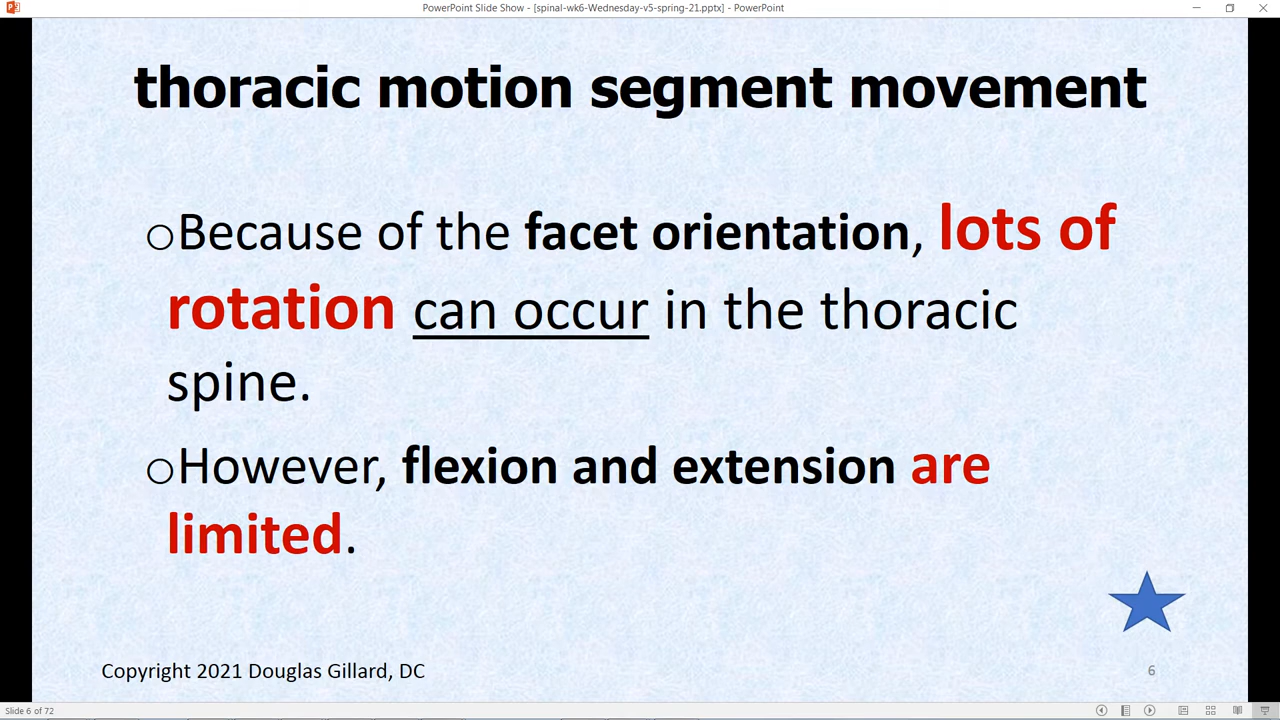 PowerPoint Slide Show - [spinal-wk6-Wednesday-v5-spring-21.pptx] - PowerPoint
thoracic motion segment movement
oBecause of the facet orientation, lots of
rotation can occur in the thoracic
spine.
oHowever, flexion and extension are
limited.
Copyright 2021 Douglas Gillard, DC
6
Slide 6 of 72